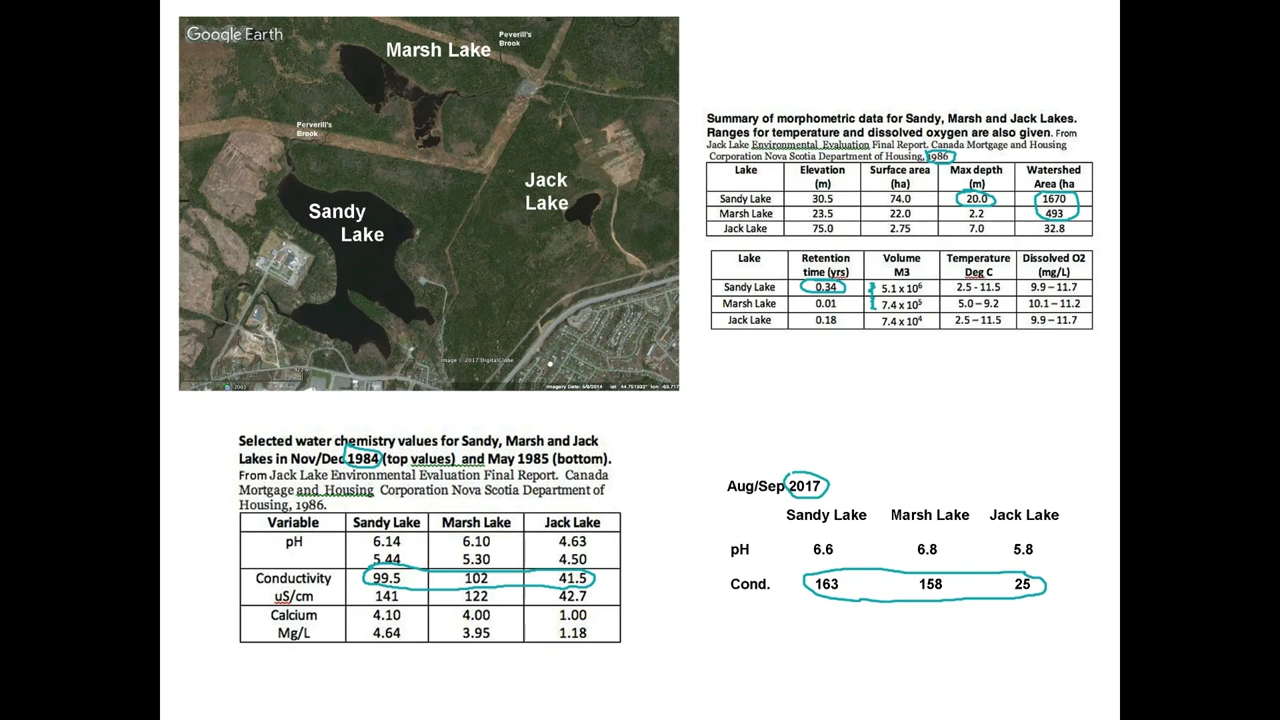 Google Earth
Marsh Lake
Peverill's
Brook
Perverill's
Brook
Jack
Lake
Sandy
Lake
Image © 2017 DigitalGlobe
2003
Imagery Date: 5/8/2014 lat 44.751933° lon -63.717
Summary of morphometric data for Sandy, Marsh and Jack Lakes.
Ranges for temperature and dissolved oxygen are also given. From
Jack Lake Environmental Evaluation Final Report. Canada Mortgage and Housing
Corporation Nova Scotia Department of Housing, 1986
Lake Elevation (m) Surface area (ha) Max depth (m) Watershed Area (ha
Sandy Lake 30.5 74.0 20.0 1670
Marsh Lake 23.5 22.0 2.2 493
Jack Lake 75.0 2.75 7.0 32.8
Lake Retention time (yrs) Volume M3 Temperature Deg C Dissolved O2 (mg/L)
Sandy Lake 0.34 5.1 x 10⁶ 2.5 - 11.5 9.9 – 11.7
Marsh Lake 0.01 7.4 x 10⁵ 5.0 – 9.2 10.1 – 11.2
Jack Lake 0.18 7.4 x 10⁴ 2.5 – 11.5 9.9 – 11.7
Selected water chemistry values for Sandy, Marsh and Jack
Lakes in Nov/Dec 1984 (top values) and May 1985 (bottom).
From Jack Lake Environmental Evaluation Final Report. Canada
Mortgage and Housing Corporation Nova Scotia Department of
Housing, 1986.
Variable Sandy Lake Marsh Lake Jack Lake
pH 6.14 6.10 4.63
5.44 5.30 4.50
Conductivity 99.5 102 41.5
uS/cm 141 122 42.7
Calcium 4.10 4.00 1.00
Mg/L 4.64 3.95 1.18
Aug/Sep 2017
Sandy Lake Marsh Lake Jack Lake
pH 6.6 6.8 5.8
Cond. 163 158 25